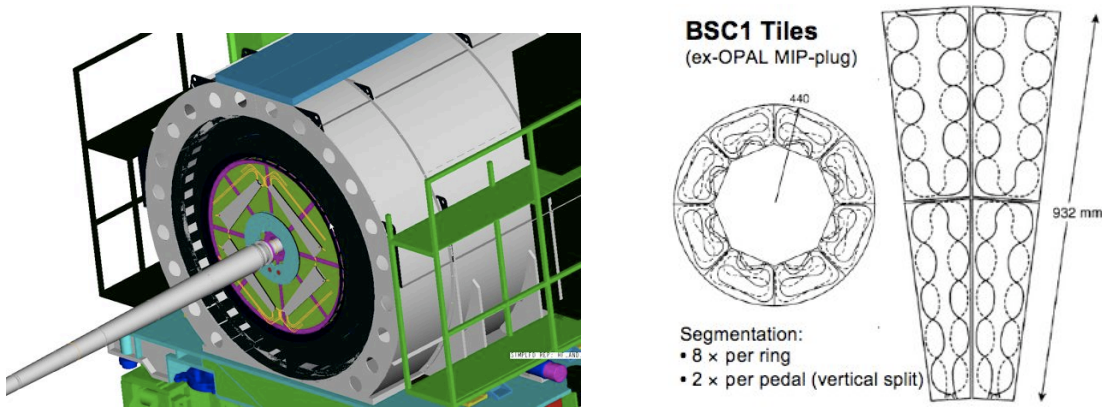 BSC1 Tiles
(ex-OPAL MIP-plug)
440
932 mm
Segmentation:
• 8 × per ring
• 2 × per pedal (vertical split)